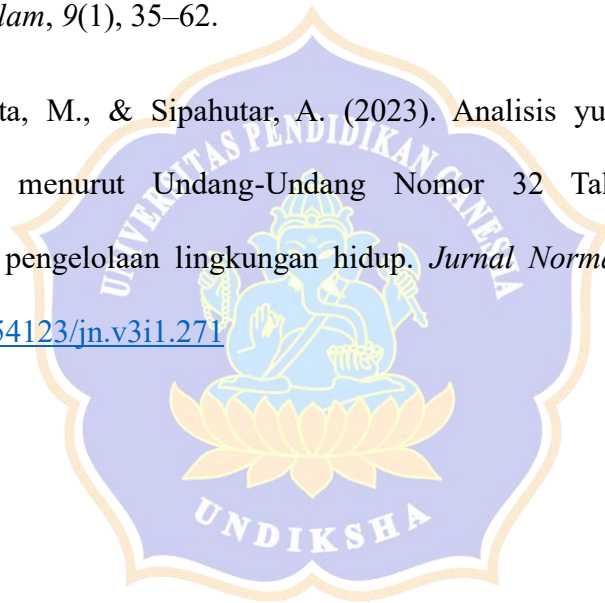 lam, 9(1), 35–62.
ta, M., & Sipahutar, A. (2023). Analisis yu
menurut Undang-Undang Nomor 32 Tal
pengelolaan lingkungan hidup. Jurnal Norma
54123/jn.v3i1.271
UNIVERSITAS PENDIDIKAN GANESHA
UNDIKSHA